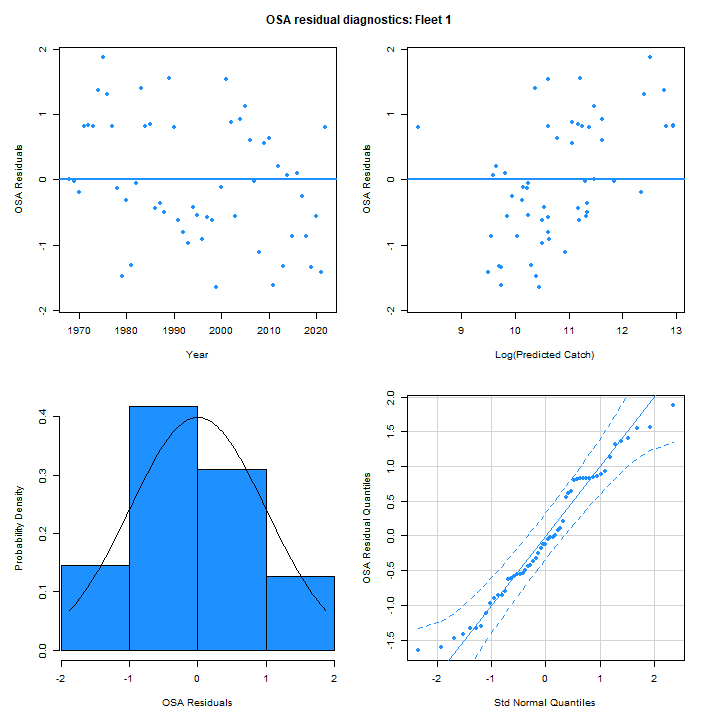 OSA residual diagnostics: Fleet 1
OSA Residuals
2
1
0
-1
-2
1970 1980 1990 2000 2010 2020
Year
OSA Residuals
2
1
0
-1
-2
9 10 11 12 13
Log(Predicted Catch)
Probability Density
0.4
0.3
0.2
0.1
0.0
-2 -1 0 1 2
OSA Residuals
OSA Residual Quantiles
2.0
1.5
1.0
0.5
0.0
-0.5
-1.0
-1.5
-2 -1 0 1 2
Std Normal Quantiles